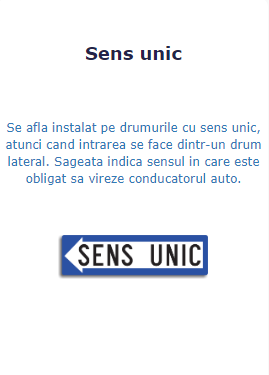 Sens unic
Se afla instalat pe drumurile cu sens unic,
atunci cand intrarea se face dintr-un drum
lateral. Sageata indica sensul in care este
obligat sa vireze conducatorul auto.
SENS UNIC